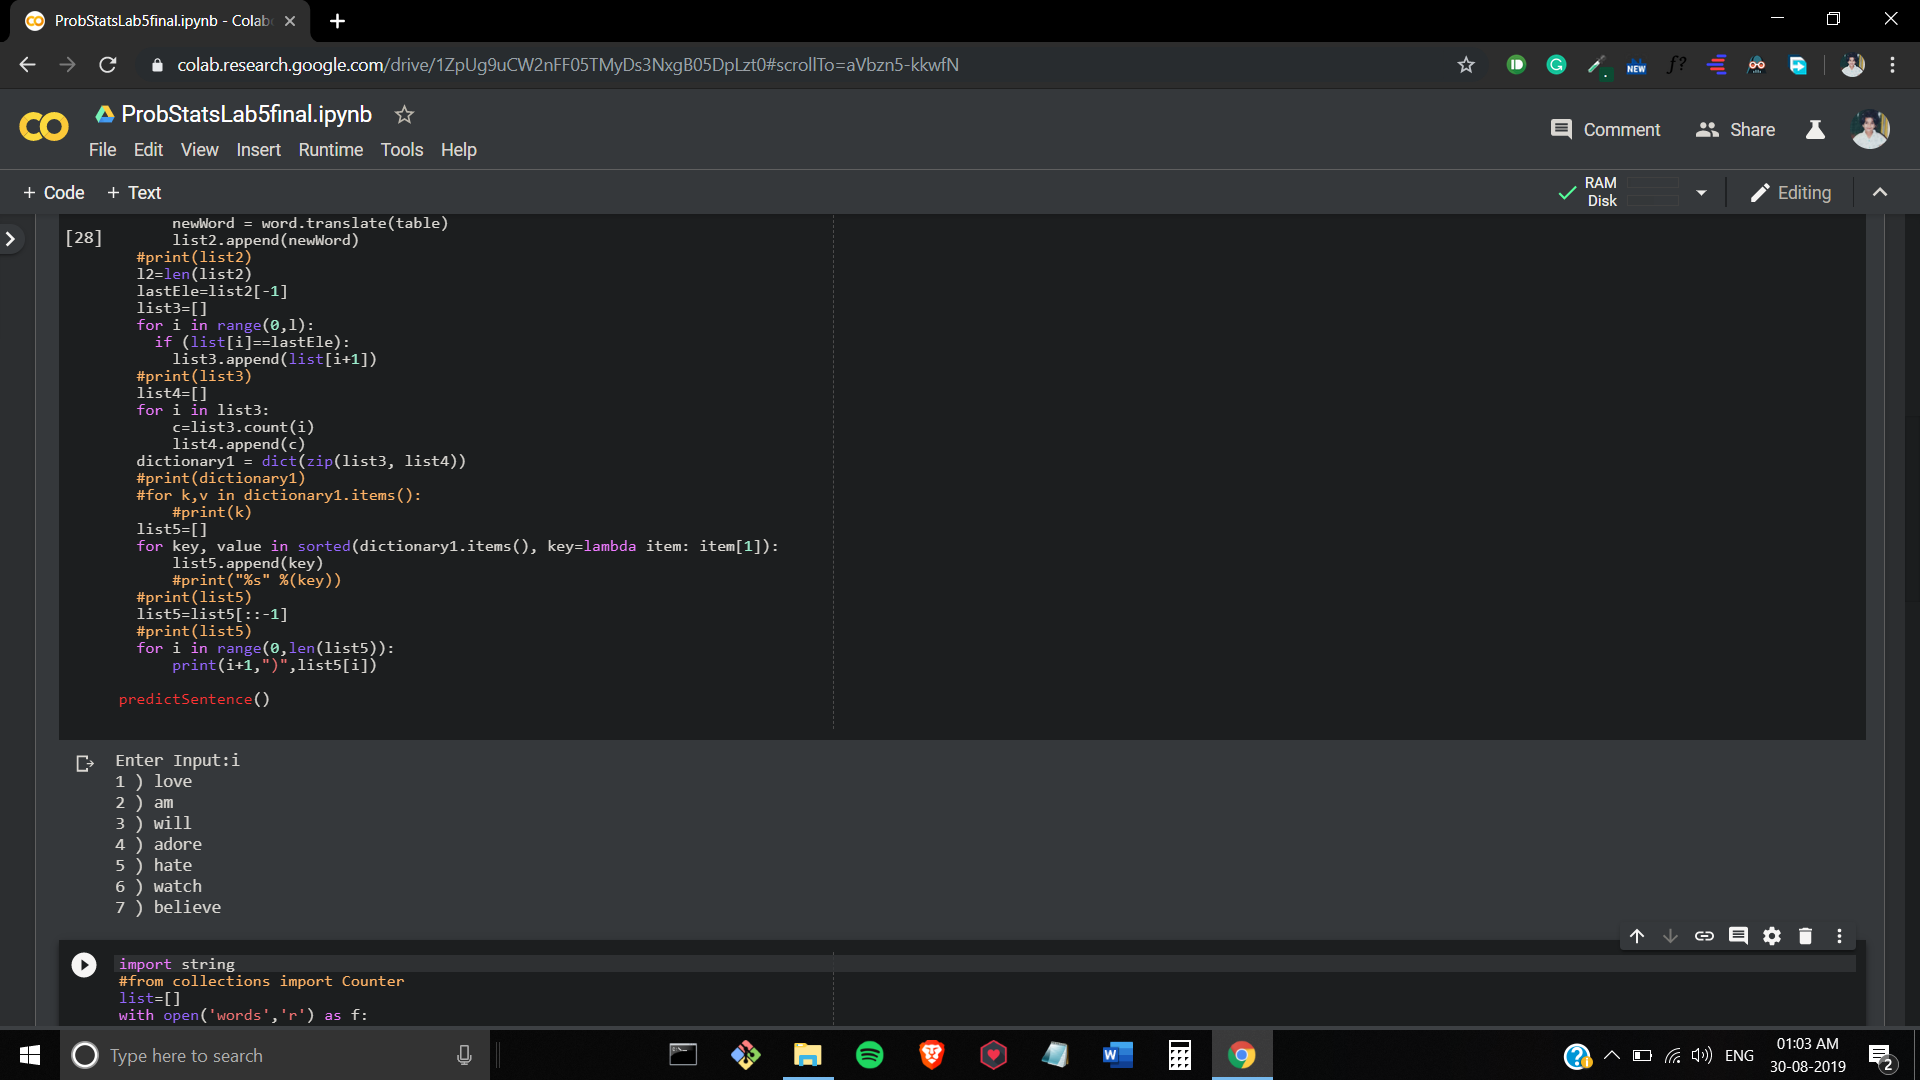 ProbStatsLab5final.ipynb - Colab
colab.research.google.com/drive/1ZpUg9uCW2nFF05TMyDs3NxgB05DpLzt0#scrollTo=aVbzn5-kkwfN
NEW
f?
ProbStatsLab5final.ipynb
Comment
Share
File Edit View Insert Runtime Tools Help
+ Code + Text
RAM
Disk
Editing
[28]
newWord = word.translate(table)
list2.append(newWord)
#print(list2)
l2=len(list2)
lastEle=list2[-1]
list3=[]
for i in range(0,l):
if (list[i]==lastEle):
list3.append(list[i+1])
#print(list3)
list4=[]
for i in list3:
c=list3.count(i)
list4.append(c)
dictionary1 = dict(zip(list3, list4))
#print(dictionary1)
#for k,v in dictionary1.items():
#print(k)
list5=[]
for key, value in sorted(dictionary1.items(), key=lambda item: item[1]):
list5.append(key)
#print("%s" %(key))
#print(list5)
list5=list5[::-1]
#print(list5)
for i in range(0,len(list5)):
print(i+1,")",list5[i])
predictSentence()
Enter Input:i
1 ) love
2 ) am
3 ) will
4 ) adore
5 ) hate
6 ) watch
7 ) believe
import string
#from collections import Counter
list=[]
with open('words','r') as f:
Type here to search
ENG
01:03 AM
30-08-2019
2